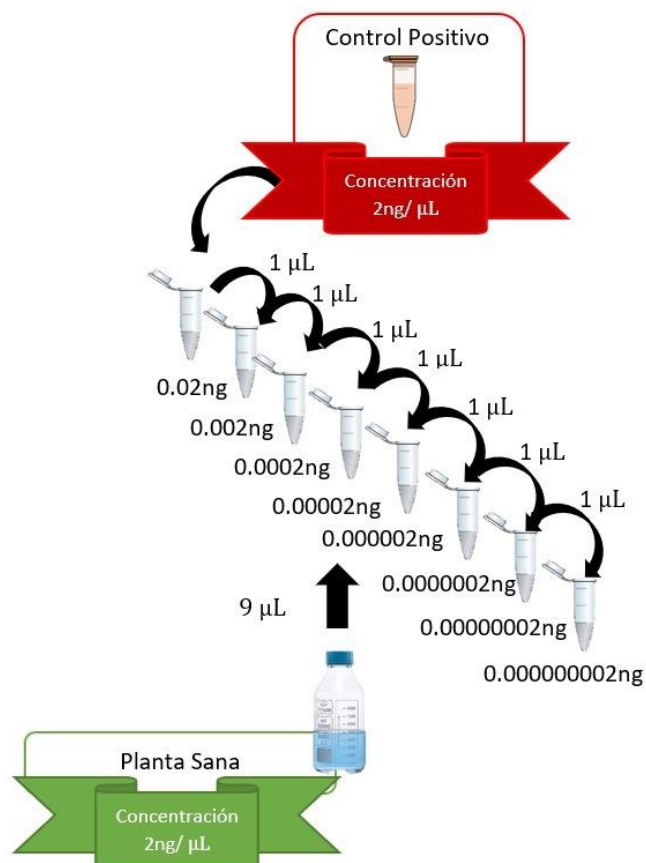 Control Positivo
Concentración
2ng/ μL
1 μL
1 μL
1 μL
1 μL
1 μL
1 μL
1 μL
0.02ng
0.002ng
0.0002ng
0.00002ng
0.000002ng
0.0000002ng
0.00000002ng
0.000000002ng
9 μL
Planta Sana
Concentración
2ng/ μL